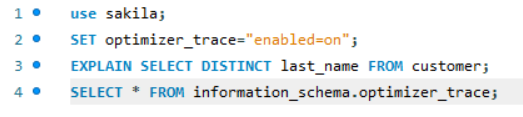 1 use sakila;
2 SET optimizer_trace="enabled=on";
3 EXPLAIN SELECT DISTINCT last_name FROM customer;
4 SELECT * FROM information_schema.optimizer_trace;